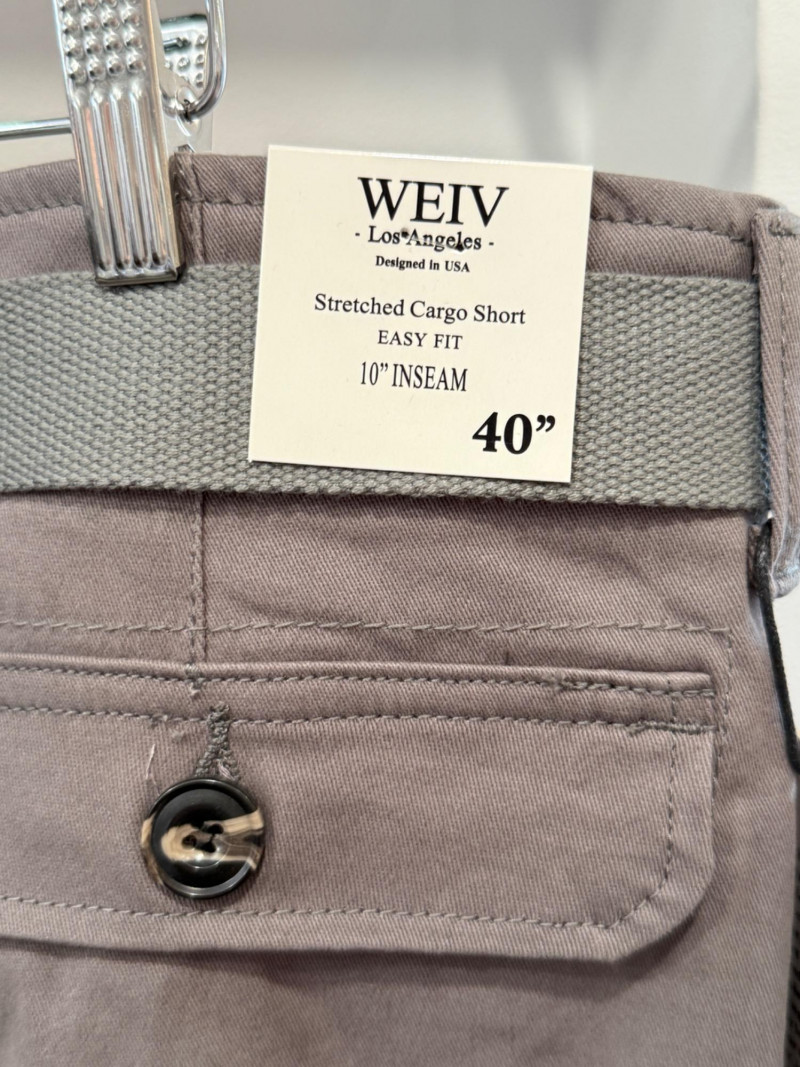 WEIV
- Los Angeles -
Designed in USA
Stretched Cargo Short
EASY FIT
10” INSEAM
40”